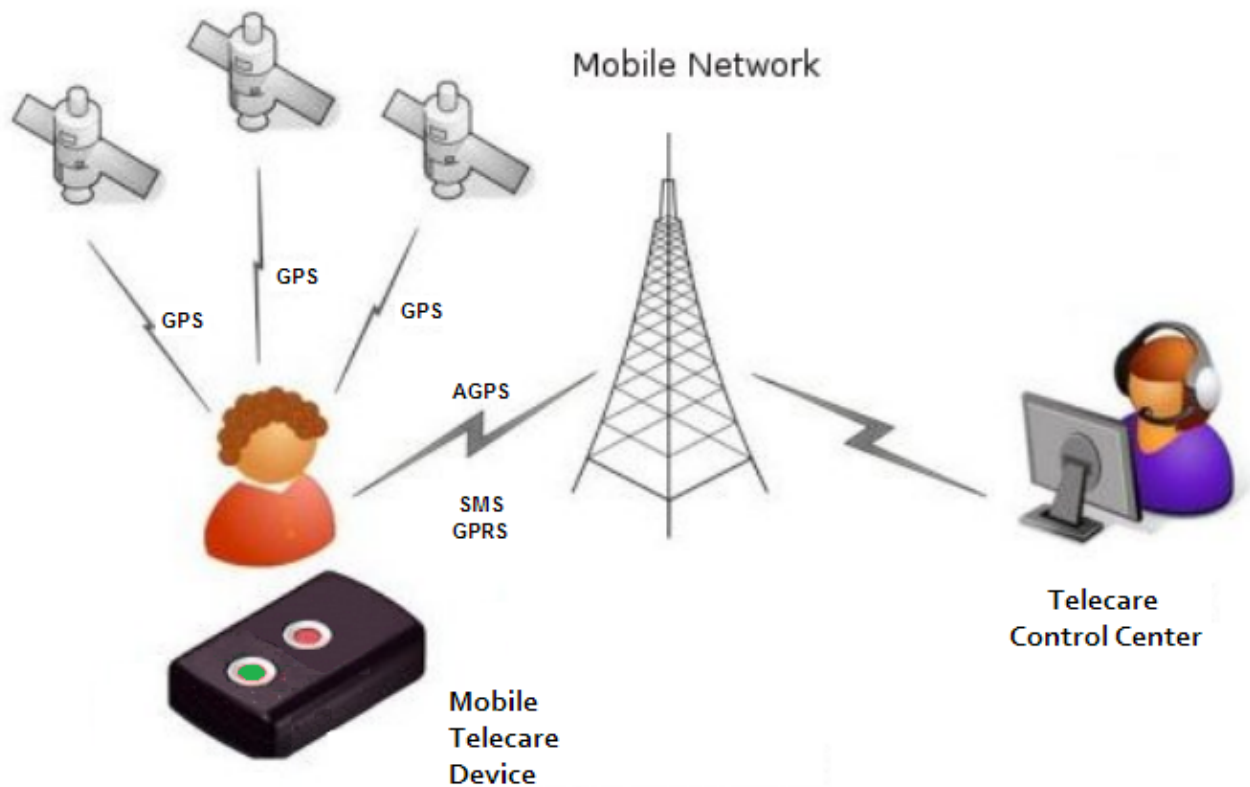 Mobile Network
GPS
GPS
GPS
AGPS
SMS
GPRS
Telecare
Control Center
Mobile
Telecare
Device